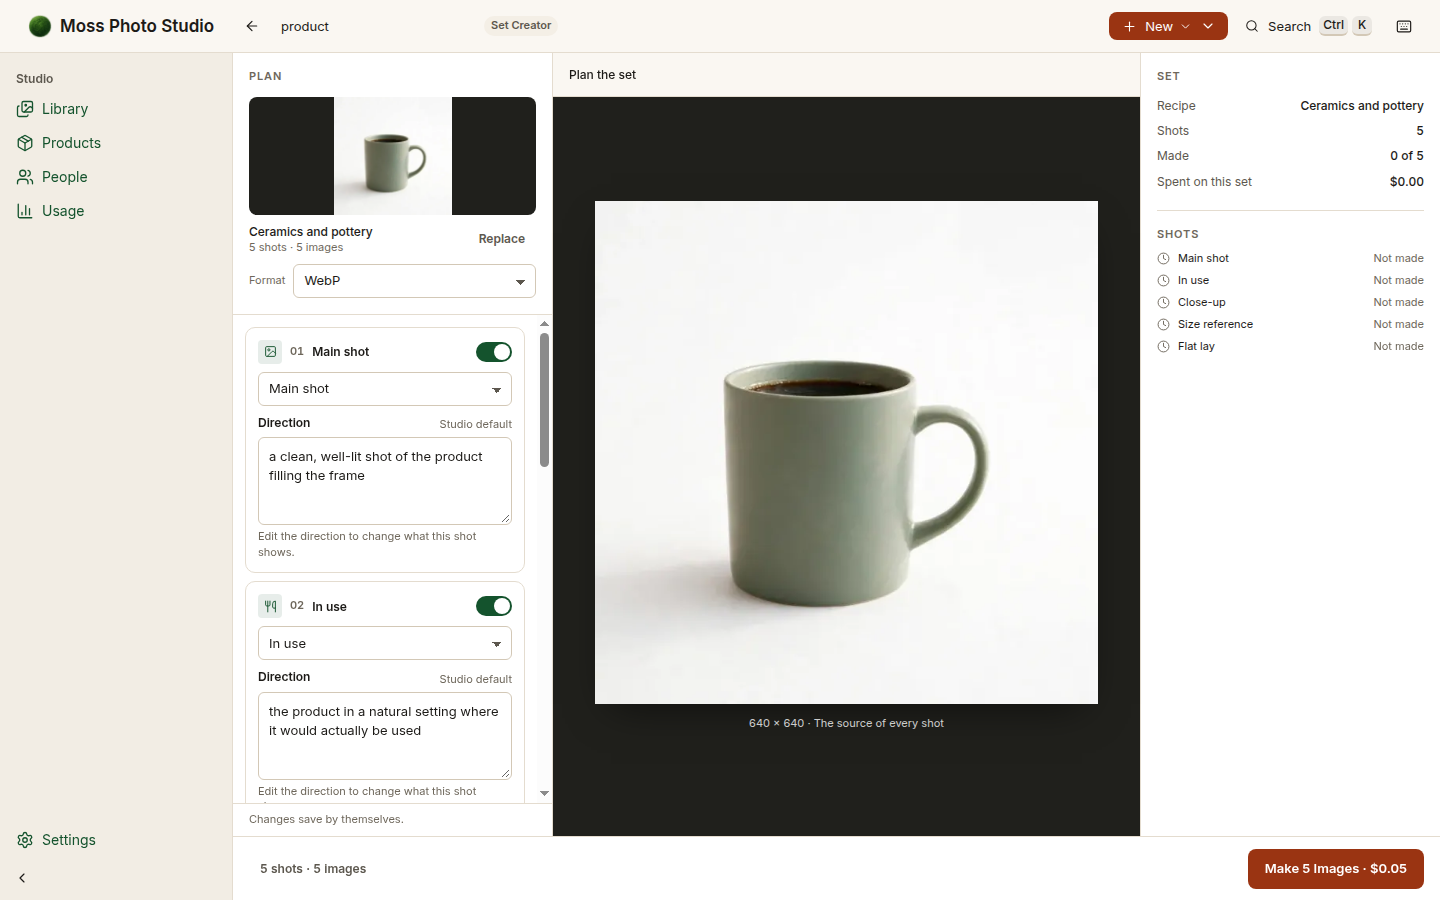 Moss Photo Studio
product
Set Creator
New
Search
Ctrl
K
Studio
Library
Products
People
Usage
Settings
PLAN
Ceramics and pottery
5 shots · 5 images
Replace
Format
WebP
01
Main shot
Main shot
Direction
Studio default
a clean, well-lit shot of the product
filling the frame
Edit the direction to change what this shot
shows.
02
In use
In use
Direction
Studio default
the product in a natural setting where
it would actually be used
Edit the direction to change what this shot
Changes save by themselves.
Plan the set
640 × 640 · The source of every shot
SET
Recipe
Ceramics and pottery
Shots
5
Made
0 of 5
Spent on this set
$0.00
SHOTS
Main shot
Not made
In use
Not made
Close-up
Not made
Size reference
Not made
Flat lay
Not made
5 shots · 5 images
Make 5 Images · $0.05